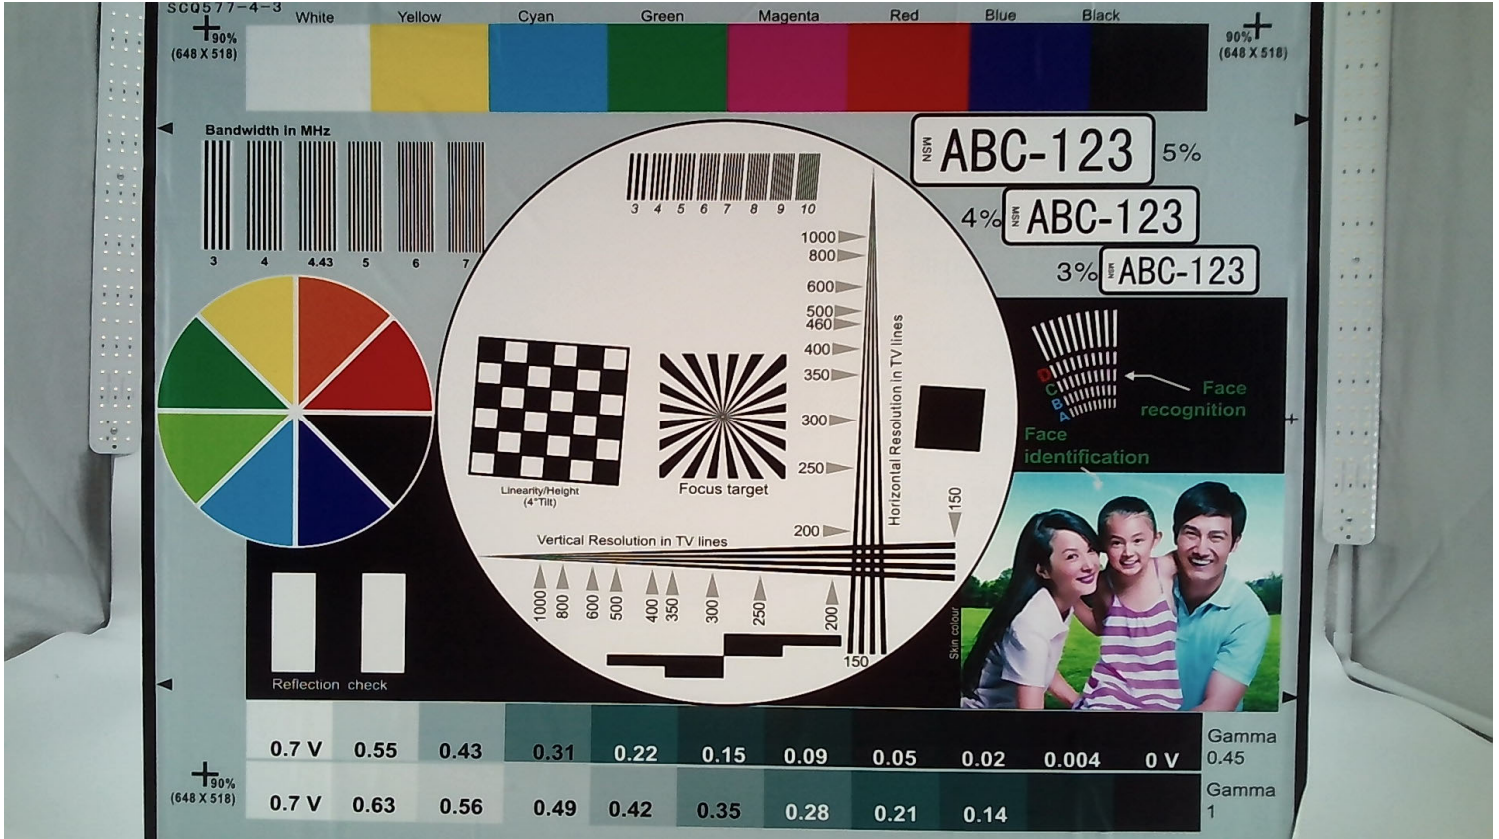 SCQ577-4-3
White Yellow Cyan Green Magenta Red Blue Black
90%
(648 X 518)
90%
(648 X 518)
Bandwidth in MHz
3 4 4.43 5 6 7
3 4 5 6 7 8 9 10
MSN ABC-123 5%
4% MSN ABC-123
3% MSN ABC-123
1000
800
600
500
460
400
350
300
250
200
150
Horizontal Resolution in TV lines
150
D
C
B
A
Face
recognition
Face
identification
Linearity/Height
(4°Tilt)
Focus target
Vertical Resolution in TV lines
1000 800 600 500 400 350 300 250 200
Skin colour
Reflection check
0.7 V 0.55 0.43 0.31 0.22 0.15 0.09 0.05 0.02 0.004 0 V
Gamma
0.45
90%
(648 X 518)
0.7 V 0.63 0.56 0.49 0.42 0.35 0.28 0.21 0.14
Gamma
1